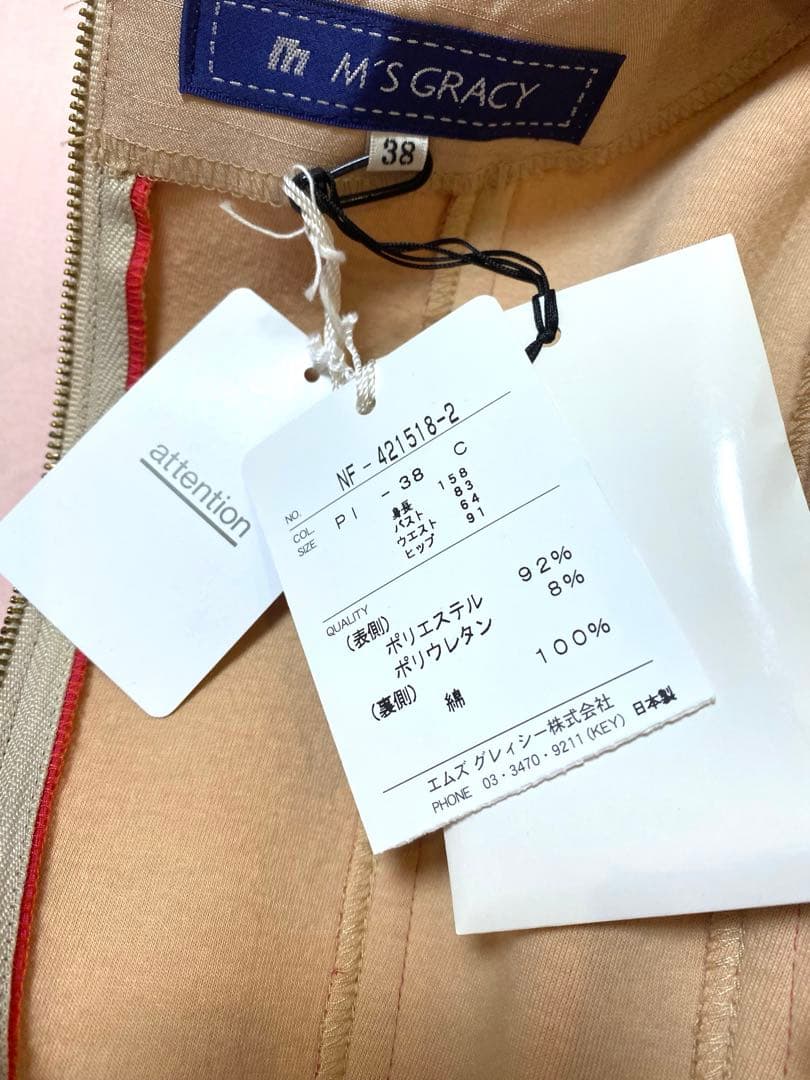 m M'S GRACY
38
attention
NO. NF-421518-2
COL. PI -38 C
SIZE 身長 158
バスト 83
ウエスト 64
ヒップ 91
QUALITY
(表側) ポリエステル 92%
ポリウレタン 8%
(裏側) 綿 100%
エムズ グレィシー株式会社
PHONE 03・3470・9211(KEY) 日本製